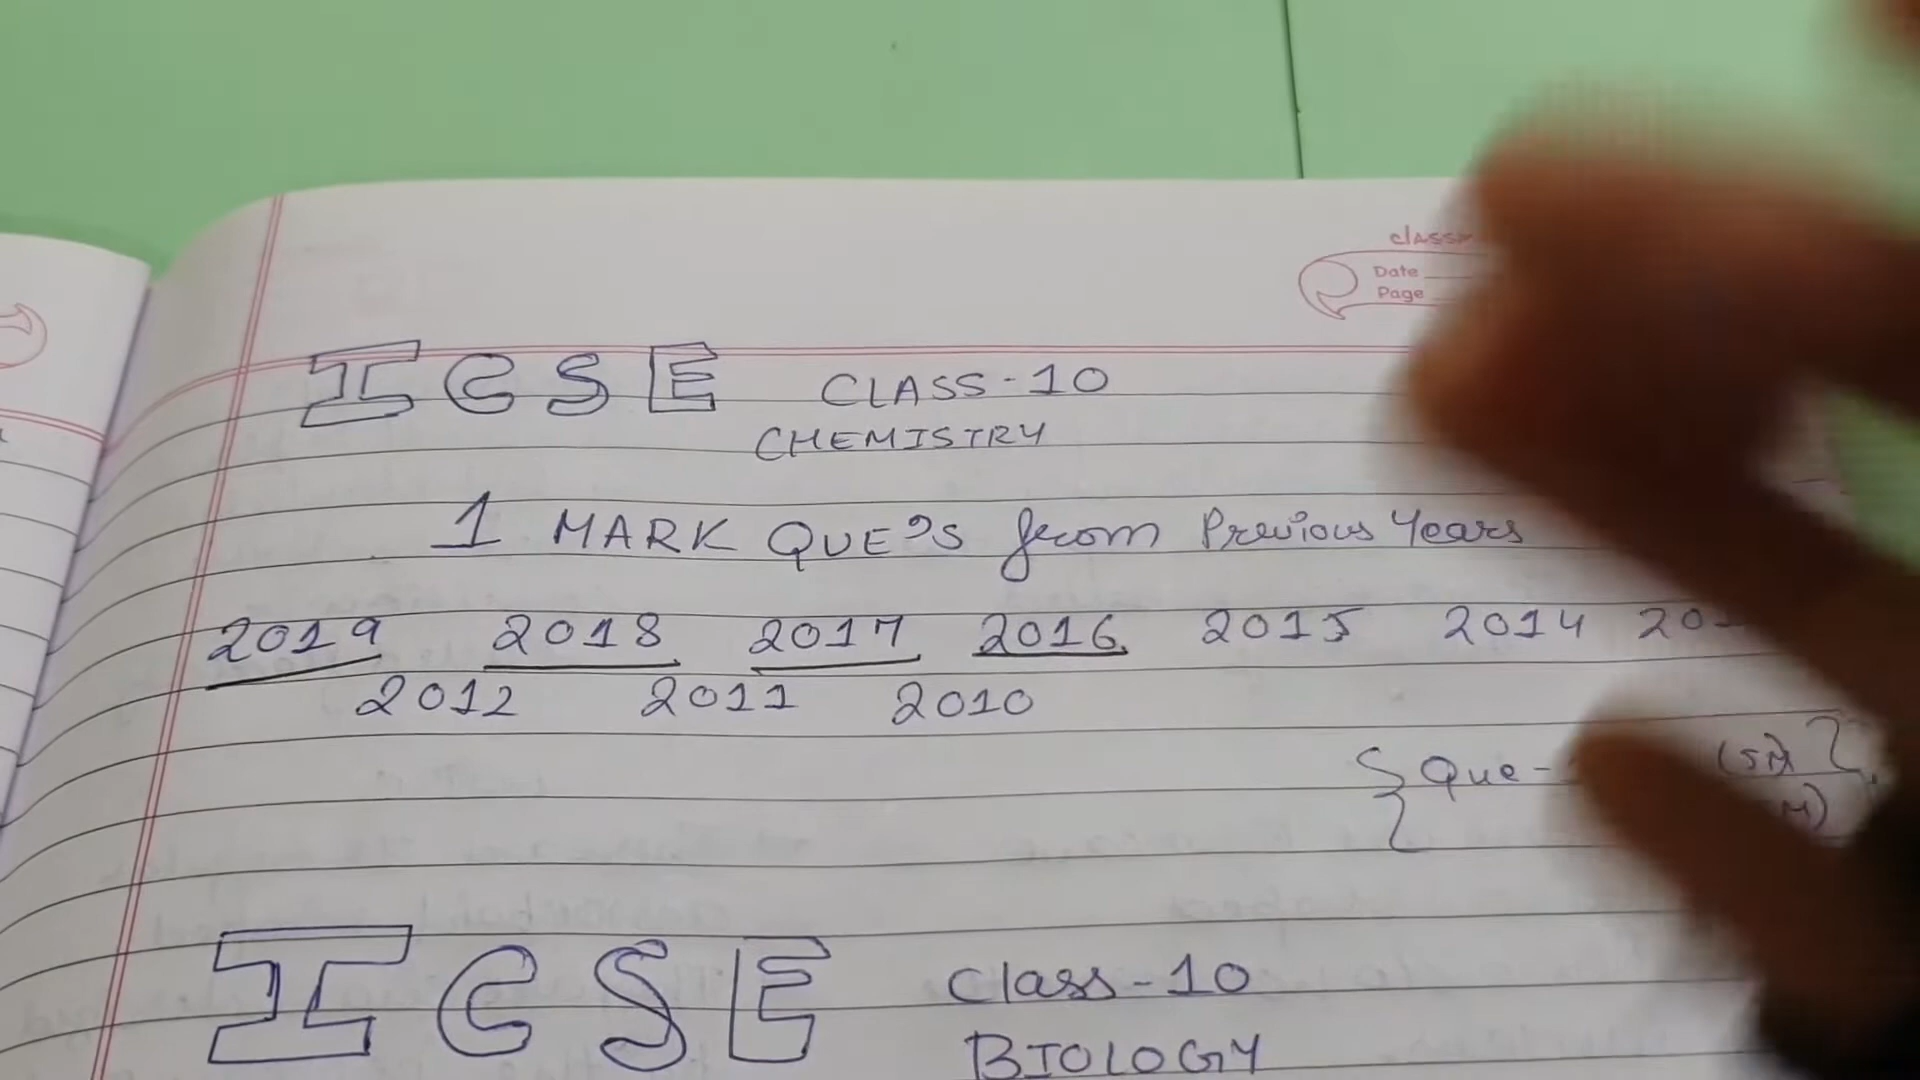 Date
Page
ICSE CLASS-10
CHEMISTRY
1 MARK QUE's from Previous Years
2019 2018 2017 2016 2015 2014
2012 2011 2010
{ Que- (5M) }
ICSE Class-10
BIOLOGY